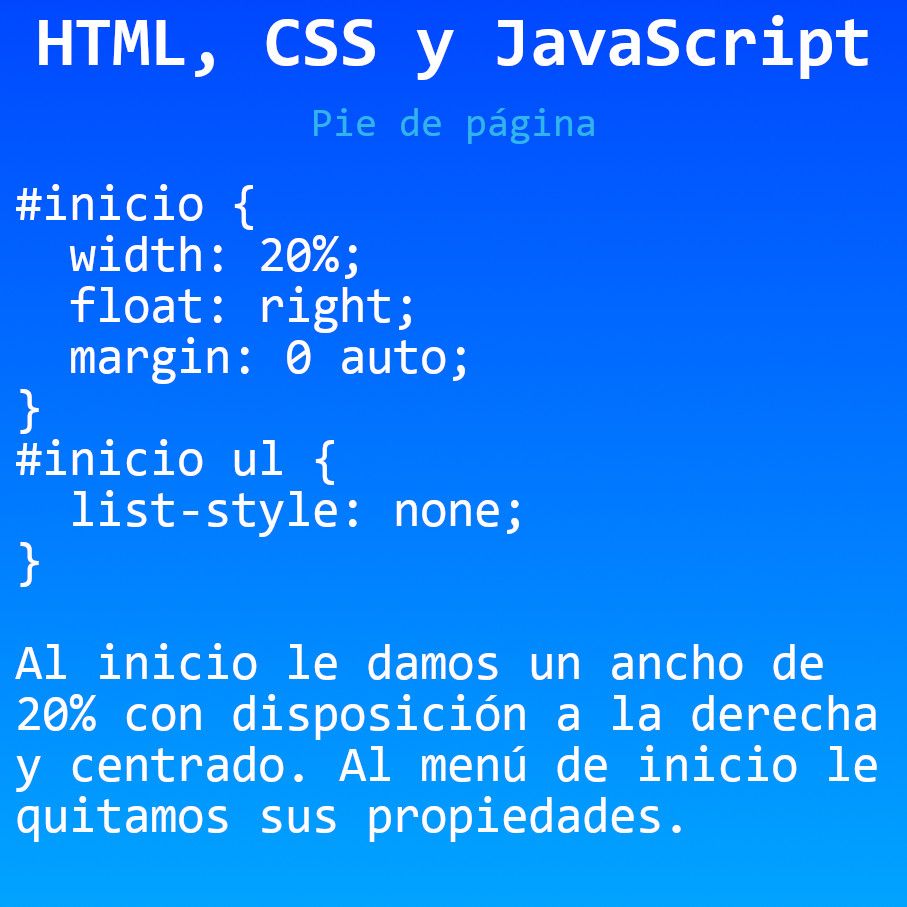 HTML, CSS y JavaScript
Pie de página
#inicio {
  width: 20%;
  float: right;
  margin: 0 auto;
}
#inicio ul {
  list-style: none;
}
Al inicio le damos un ancho de
20% con disposición a la derecha
y centrado. Al menú de inicio le
quitamos sus propiedades.